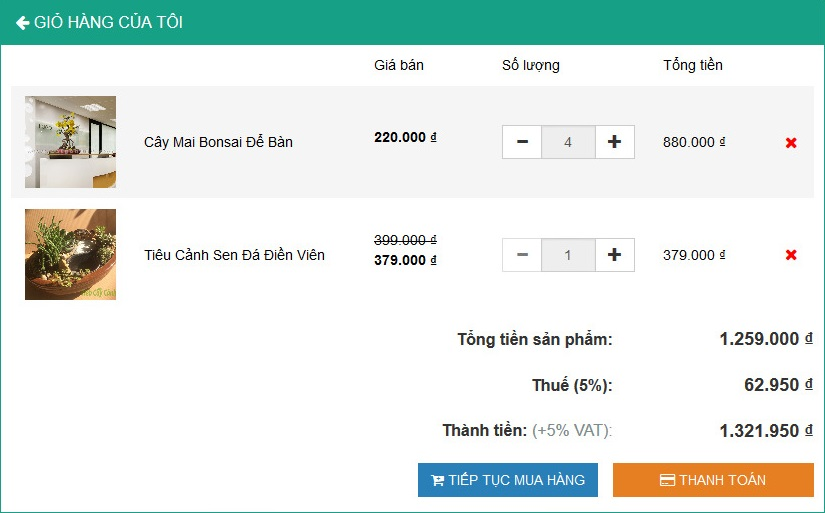 GIỎ HÀNG CỦA TÔI
Giá bán Số lượng Tổng tiền
Cây Mai Bonsai Để Bàn 220.000 ₫ 4 880.000 ₫
399.000 ₫
Tiêu Cảnh Sen Đá Điền Viên 379.000 ₫ 1 379.000 ₫
Tổng tiền sản phẩm: 1.259.000 ₫
Thuế (5%): 62.950 ₫
Thành tiền: (+5% VAT): 1.321.950 ₫
TIẾP TỤC MUA HÀNG THANH TOÁN